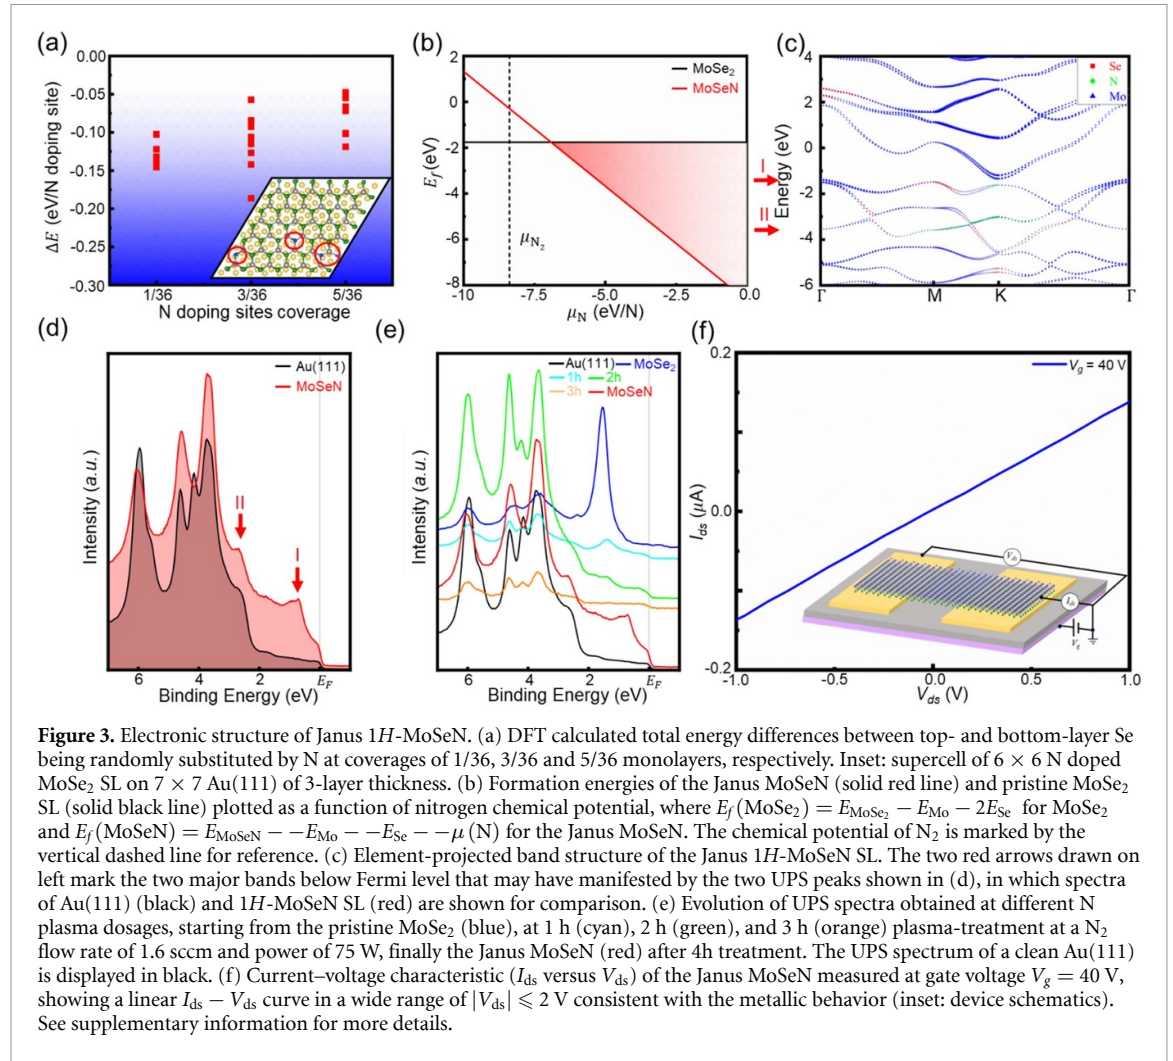 (a)
0.00
-0.05
-0.10
-0.15
-0.20
-0.25
-0.30
ΔE (eV/N doping site)
1/36 3/36 5/36
N doping sites coverage
(b)
2
0
-2
-4
-6
-8
E_f(eV)
MoSe₂
MoSeN
μ_N₂
-10 -7.5 -5.0 -2.5 0.0
μ_N (eV/N)
(c)
I
II
Energy (eV)
4
2
0
-2
-4
-6
Se
N
Mo
Γ M K Γ
(d)
Intensity (a.u.)
Au(111)
MoSeN
II
I
6 4 2 E_F
Binding Energy (eV)
(e)
Intensity (a.u.)
Au(111) MoSe₂
1h 2h
3h MoSeN
6 4 2 E_F
Binding Energy (eV)
(f)
0.2
0.0
-0.2
I_ds (μA)
V_g = 40 V
V_ds
I_ds
V_g
-1.0 -0.5 0.0 0.5 1.0
V_ds (V)
Figure 3. Electronic structure of Janus 1H-MoSeN. (a) DFT calculated total energy differences between top- and bottom-layer Se
being randomly substituted by N at coverages of 1/36, 3/36 and 5/36 monolayers, respectively. Inset: supercell of 6 × 6 N doped
MoSe₂ SL on 7 × 7 Au(111) of 3-layer thickness. (b) Formation energies of the Janus MoSeN (solid red line) and pristine MoSe₂
SL (solid black line) plotted as a function of nitrogen chemical potential, where E_f(MoSe₂) = E_MoSe₂ − E_Mo − 2E_Se for MoSe₂
and E_f(MoSeN) = E_MoSeN − −E_Mo − −E_Se − −μ (N) for the Janus MoSeN. The chemical potential of N₂ is marked by the
vertical dashed line for reference. (c) Element-projected band structure of the Janus 1H-MoSeN SL. The two red arrows drawn on
left mark the two major bands below Fermi level that may have manifested by the two UPS peaks shown in (d), in which spectra
of Au(111) (black) and 1H-MoSeN SL (red) are shown for comparison. (e) Evolution of UPS spectra obtained at different N
plasma dosages, starting from the pristine MoSe₂ (blue), at 1 h (cyan), 2 h (green), and 3 h (orange) plasma-treatment at a N₂
flow rate of 1.6 sccm and power of 75 W, finally the Janus MoSeN (red) after 4h treatment. The UPS spectrum of a clean Au(111)
is displayed in black. (f) Current–voltage characteristic (I_ds versus V_ds) of the Janus MoSeN measured at gate voltage V_g = 40 V,
showing a linear I_ds − V_ds curve in a wide range of |V_ds| ⩽ 2 V consistent with the metallic behavior (inset: device schematics).
See supplementary information for more details.